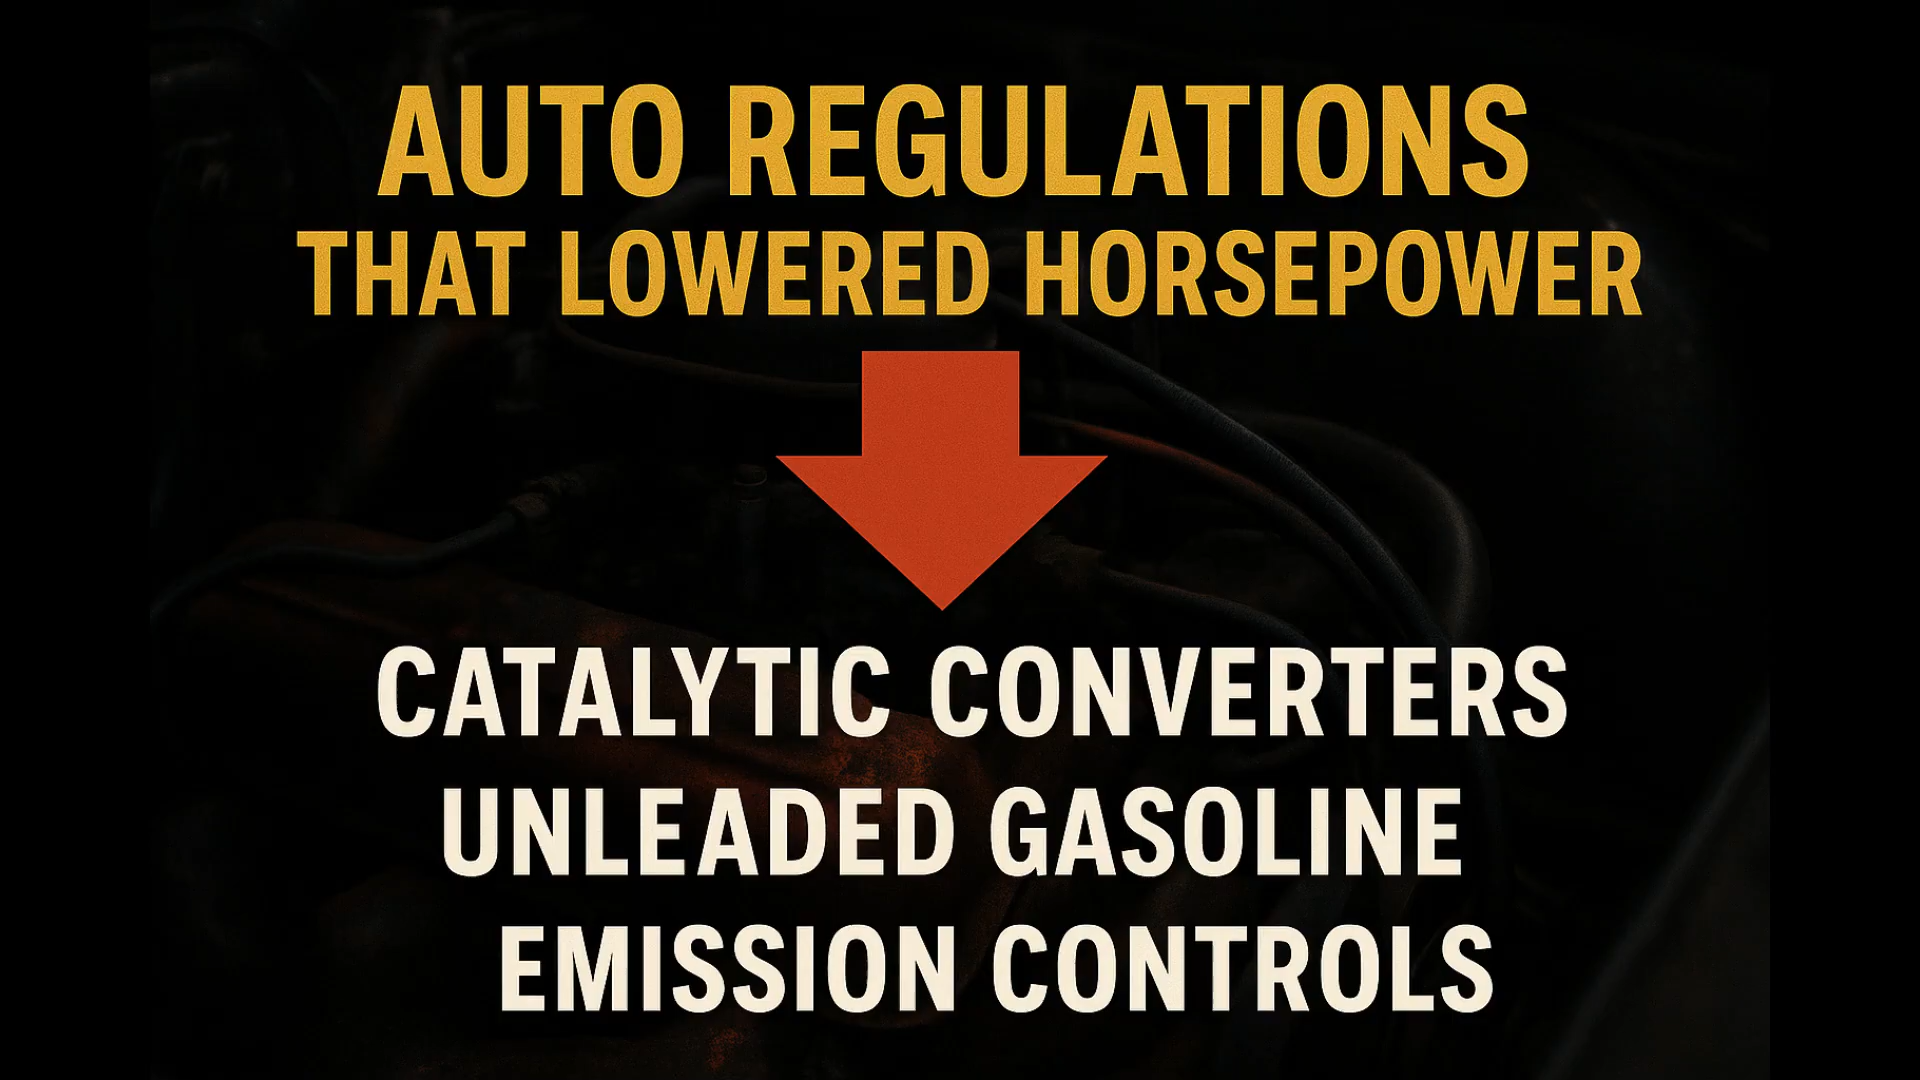 AUTO REGULATIONS
THAT LOWERED HORSEPOWER
CATALYTIC CONVERTERS
UNLEADED GASOLINE
EMISSION CONTROLS